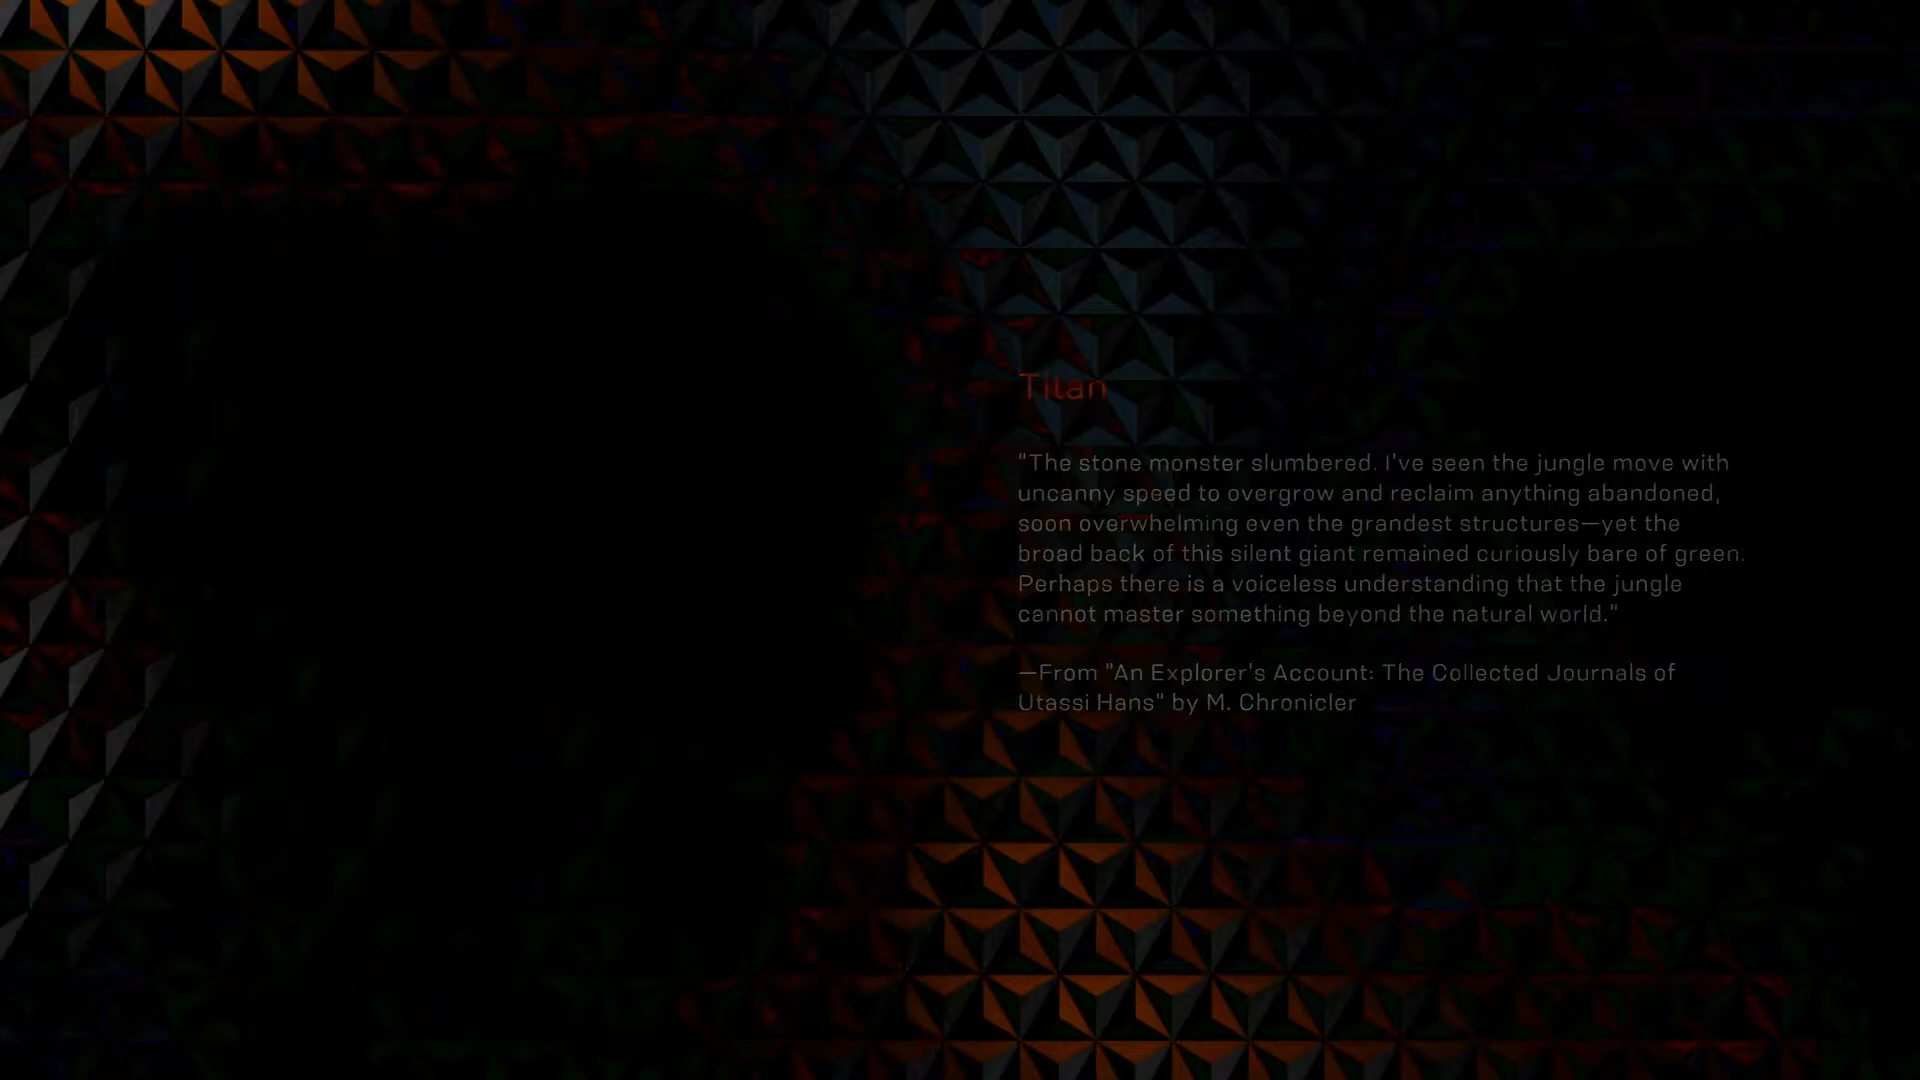 Titan
"The stone monster slumbered. I've seen the jungle move with
uncanny speed to overgrow and reclaim anything abandoned,
soon overwhelming even the grandest structures—yet the
broad back of this silent giant remained curiously bare of green.
Perhaps there is a voiceless understanding that the jungle
cannot master something beyond the natural world."
—From "An Explorer's Account: The Collected Journals of
Utassi Hans" by M. Chronicler